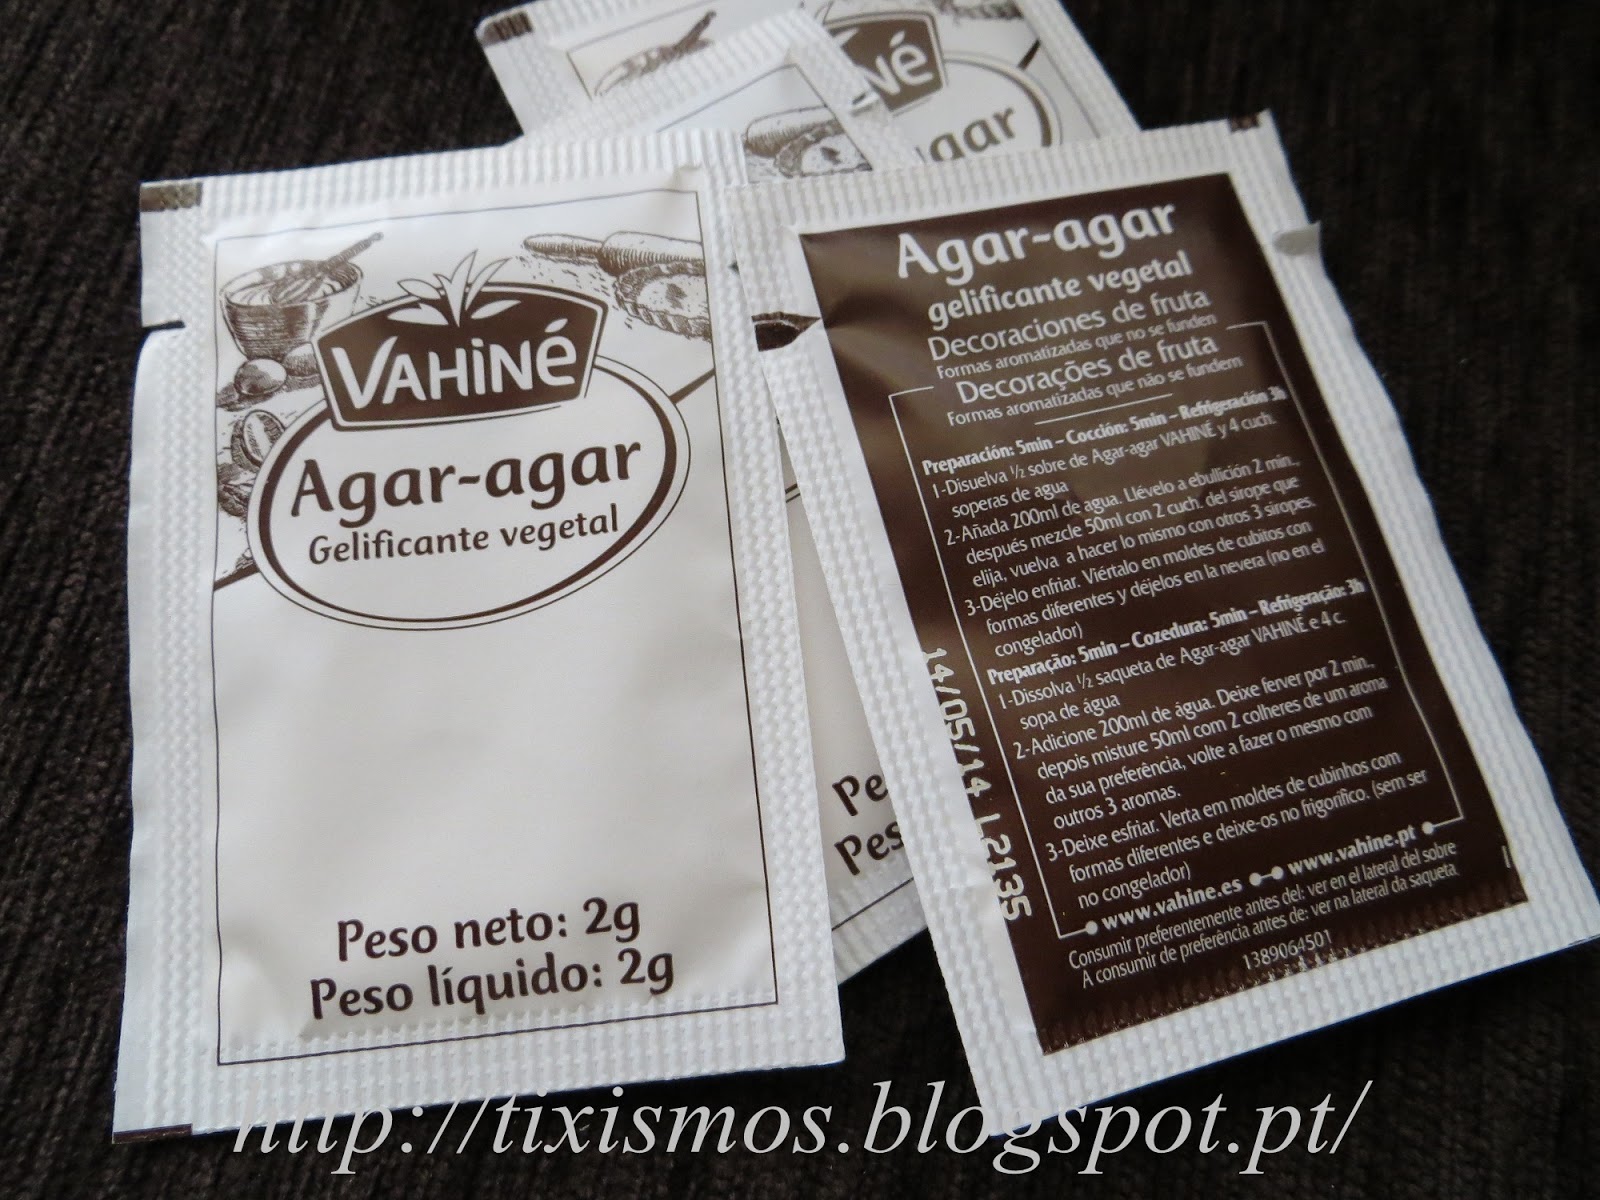 VAHiNé
Agar-agar
Gelificante vegetal
Peso neto: 2g
Peso líquido: 2g
né
agar
Pe
Pes
Agar-agar
gelificante vegetal
Decoraciones de fruta
Formas aromatizadas que no se funden
Decorações de fruta
Formas aromatizadas que não se fundem
Preparación: 5min – Cocción: 5min – Refrigeración 3h
1-Disuelva ½ sobre de Agar-agar VAHINÉ y 4 cuch.
soperas de agua
2-Añada 200ml de agua. Llévelo a ebullición 2 min.,
después mezcle 50ml con 2 cuch. del sirope que
elija, vuelva a hacer lo mismo con otros 3 siropes.
3-Déjelo enfriar. Viértalo en moldes de cubitos con
formas diferentes y déjelos en la nevera (no en el
congelador)
Preparação: 5min – Cozedura: 5min – Refrigeração: 3h
1-Dissolva ½ saqueta de Agar-agar VAHINÉ e 4 c.
sopa de água
2-Adicione 200ml de água. Deixe ferver por 2 min.,
depois misture 50ml com 2 colheres de um aroma
da sua preferência, volte a fazer o mesmo com
outros 3 aromas.
3-Deixe esfriar. Verta em moldes de cubinhos com
formas diferentes e deixe-os no frigorífico. (sem ser
no congelador)
www.vahine.es www.vahine.pt
Consumir preferentemente antes del: ver en el lateral del sobre
A consumir de preferência antes de: ver na lateral da saqueta
1389064501
14/05/14 L2135
http://tixismos.blogspot.pt/